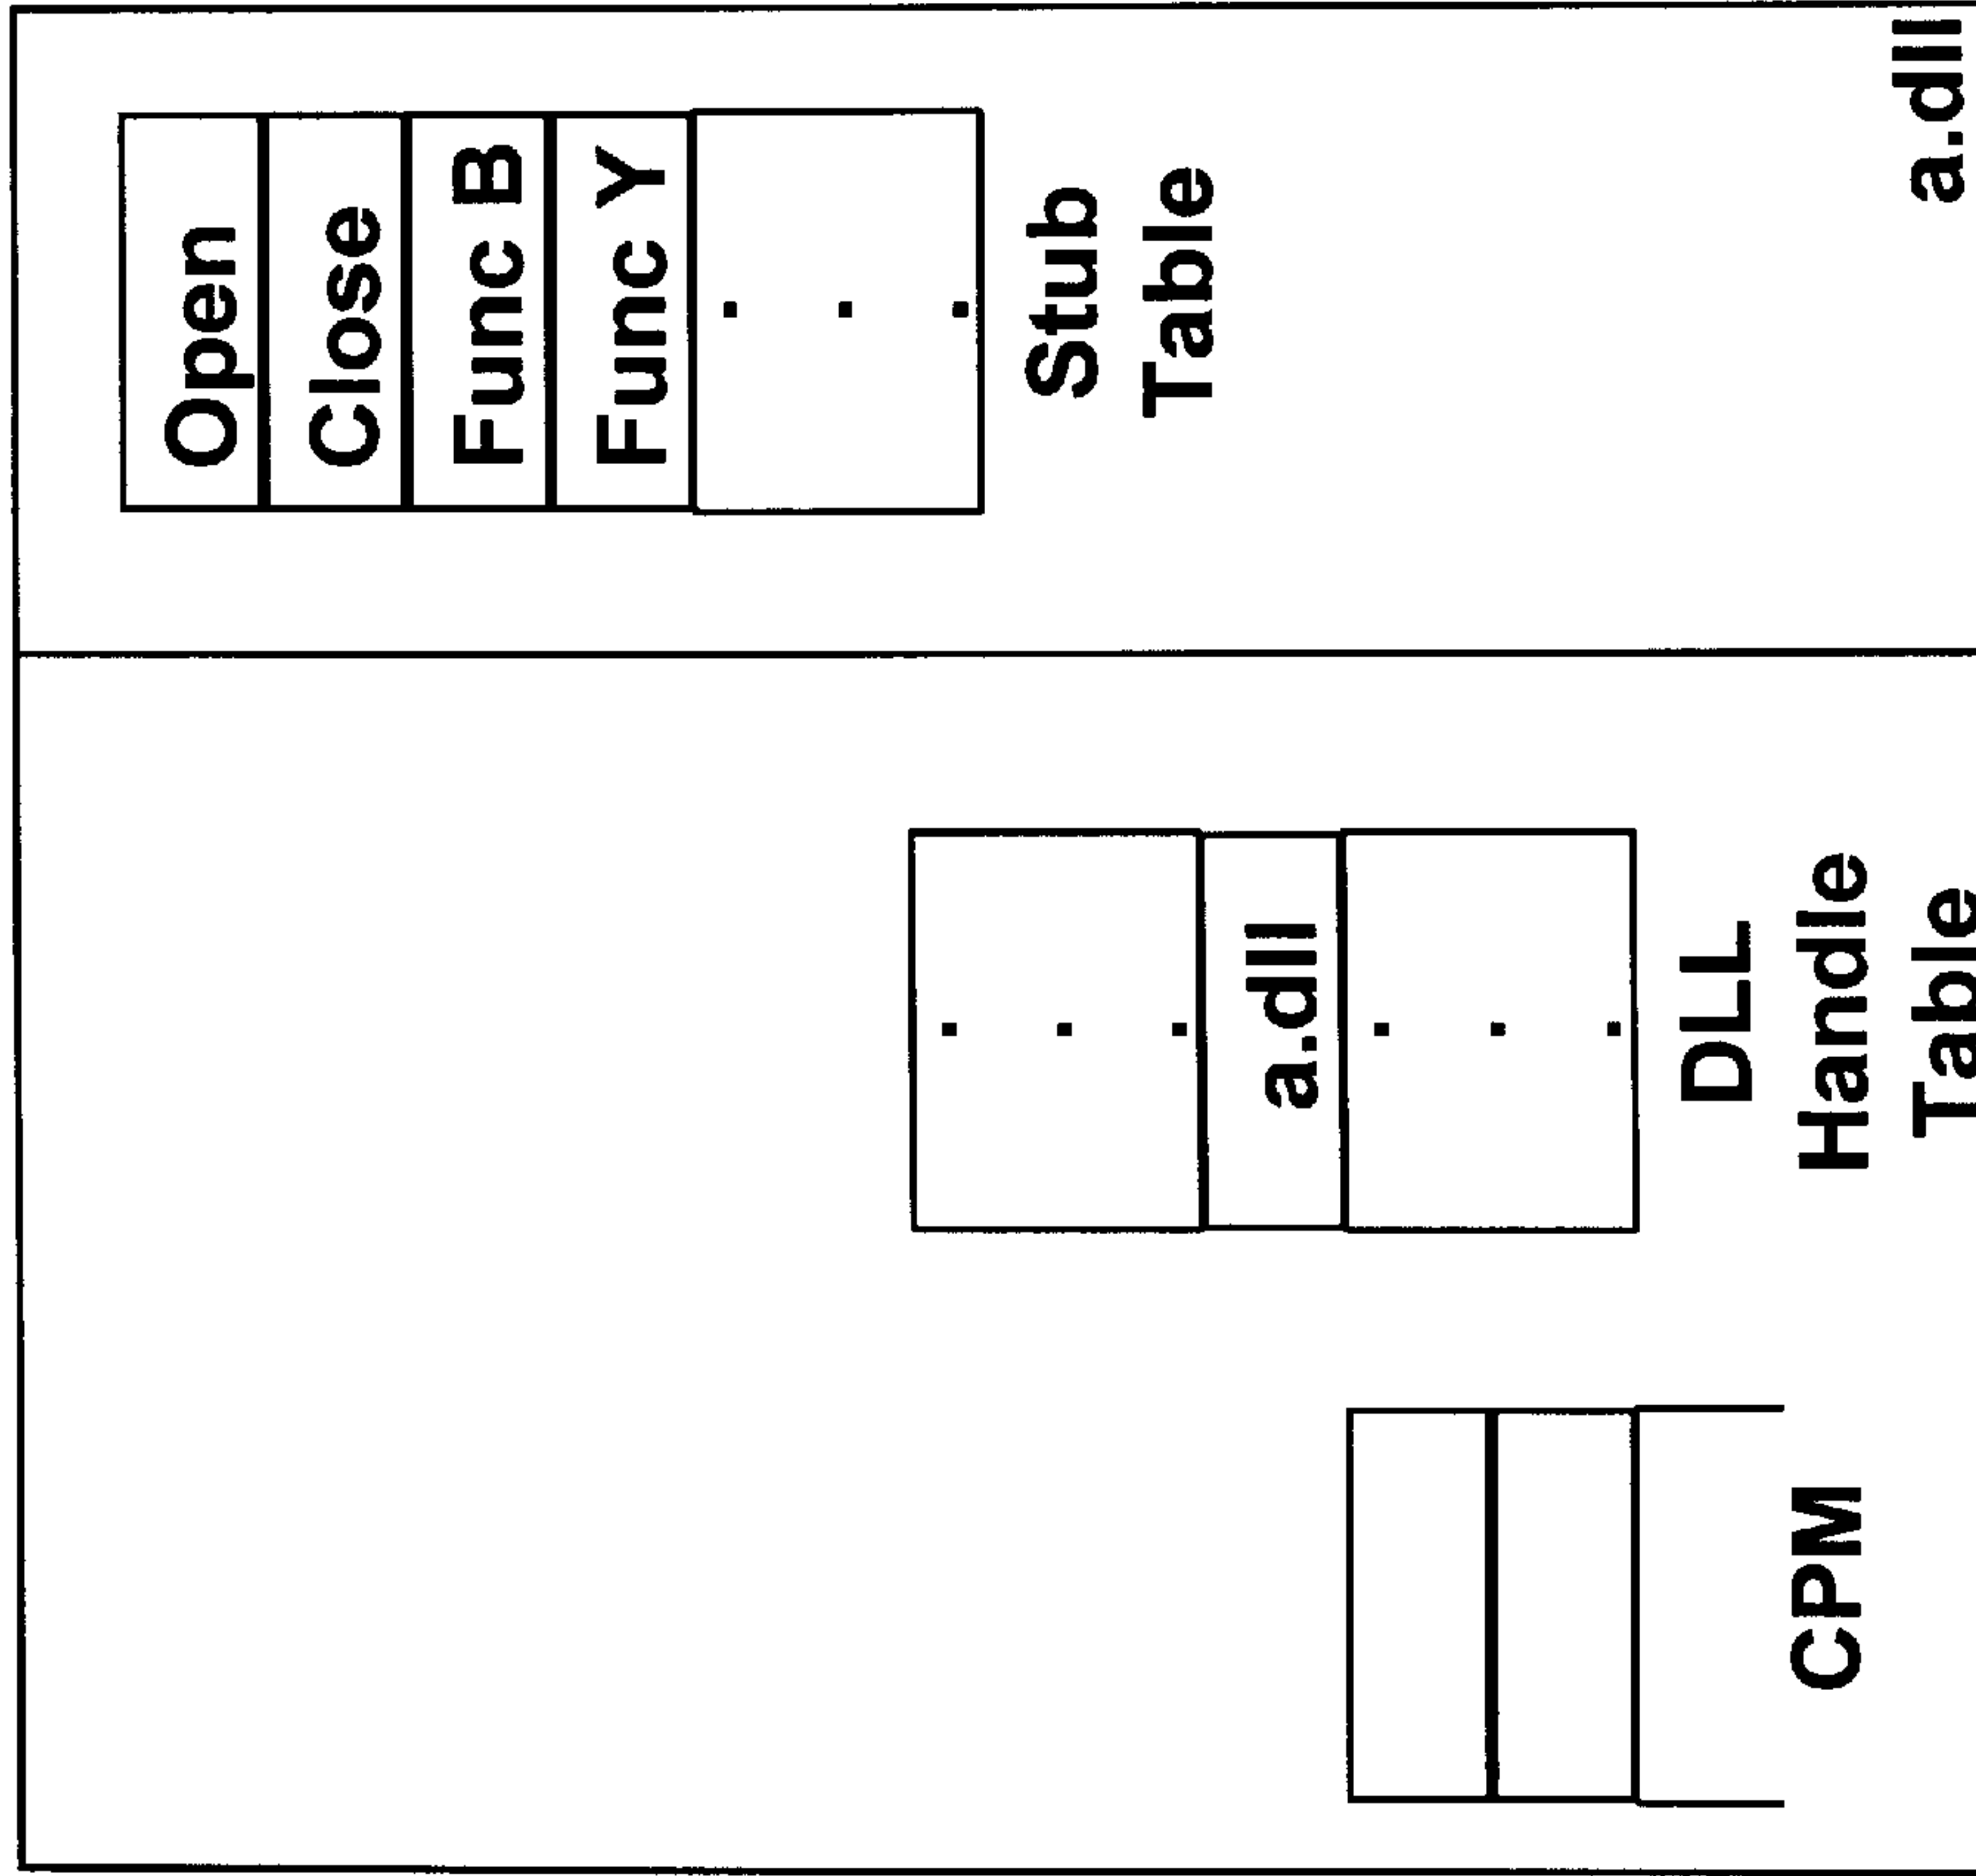 CPM
a.dll
DLL
Handle
Table
Open
Close
Func B
Func Y
Stub
Table
a.dll